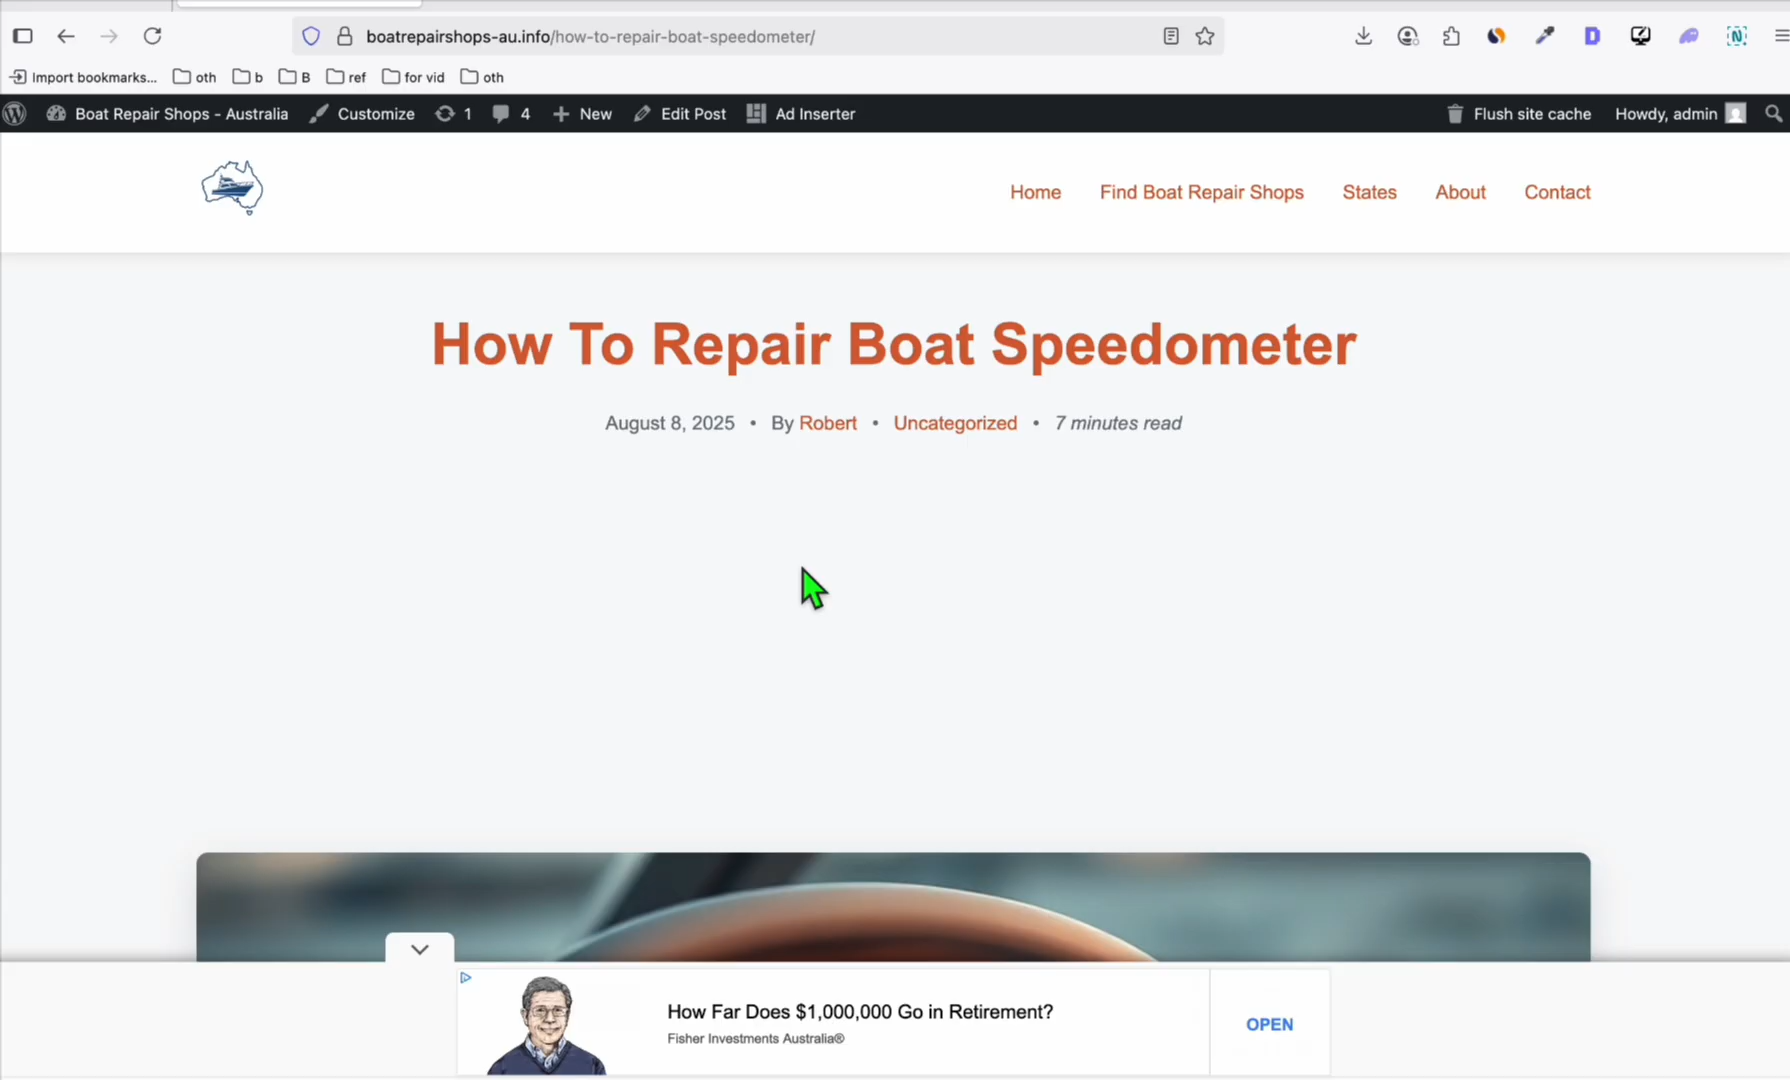 boatrepairshops-au.info/how-to-repair-boat-speedometer/
Import bookmarks... oth b B ref for vid oth
Boat Repair Shops - Australia Customize 1 4 New Edit Post Ad Inserter Flush site cache Howdy, admin
Home Find Boat Repair Shops States About Contact
How To Repair Boat Speedometer
August 8, 2025 • By Robert • Uncategorized • 7 minutes read
How Far Does $1,000,000 Go in Retirement?
Fisher Investments Australia®
OPEN